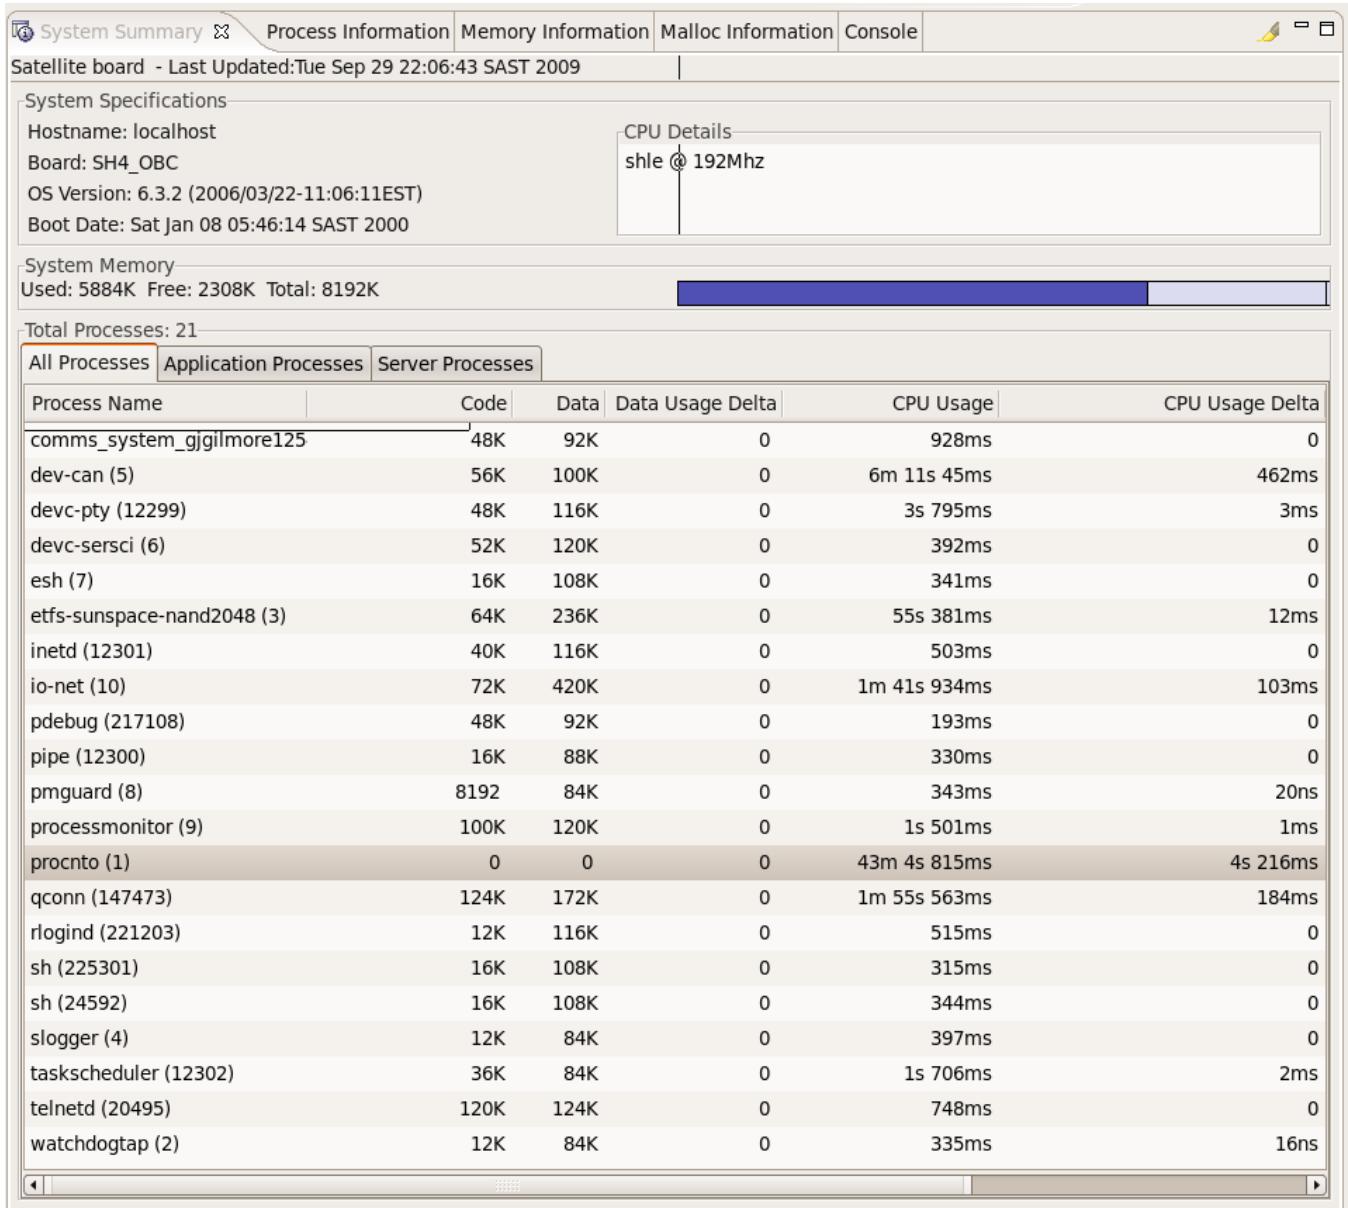 System Summary Process Information Memory Information Malloc Information Console
Satellite board - Last Updated:Tue Sep 29 22:06:43 SAST 2009
System Specifications
Hostname: localhost
Board: SH4_OBC
OS Version: 6.3.2 (2006/03/22-11:06:11EST)
Boot Date: Sat Jan 08 05:46:14 SAST 2000
CPU Details
shle @ 192Mhz
System Memory
Used: 5884K Free: 2308K Total: 8192K
Total Processes: 21
All Processes Application Processes Server Processes
Process Name Code Data Data Usage Delta CPU Usage CPU Usage Delta
comms_system_gjgilmore125 48K 92K 0 928ms 0
dev-can (5) 56K 100K 0 6m 11s 45ms 462ms
devc-pty (12299) 48K 116K 0 3s 795ms 3ms
devc-sersci (6) 52K 120K 0 392ms 0
esh (7) 16K 108K 0 341ms 0
etfs-sunspace-nand2048 (3) 64K 236K 0 55s 381ms 12ms
inetd (12301) 40K 116K 0 503ms 0
io-net (10) 72K 420K 0 1m 41s 934ms 103ms
pdebug (217108) 48K 92K 0 193ms 0
pipe (12300) 16K 88K 0 330ms 0
pmguard (8) 8192 84K 0 343ms 20ns
processmonitor (9) 100K 120K 0 1s 501ms 1ms
procnto (1) 0 0 0 43m 4s 815ms 4s 216ms
qconn (147473) 124K 172K 0 1m 55s 563ms 184ms
rlogind (221203) 12K 116K 0 515ms 0
sh (225301) 16K 108K 0 315ms 0
sh (24592) 16K 108K 0 344ms 0
slogger (4) 12K 84K 0 397ms 0
taskscheduler (12302) 36K 84K 0 1s 706ms 2ms
telnetd (20495) 120K 124K 0 748ms 0
watchdogtap (2) 12K 84K 0 335ms 16ns